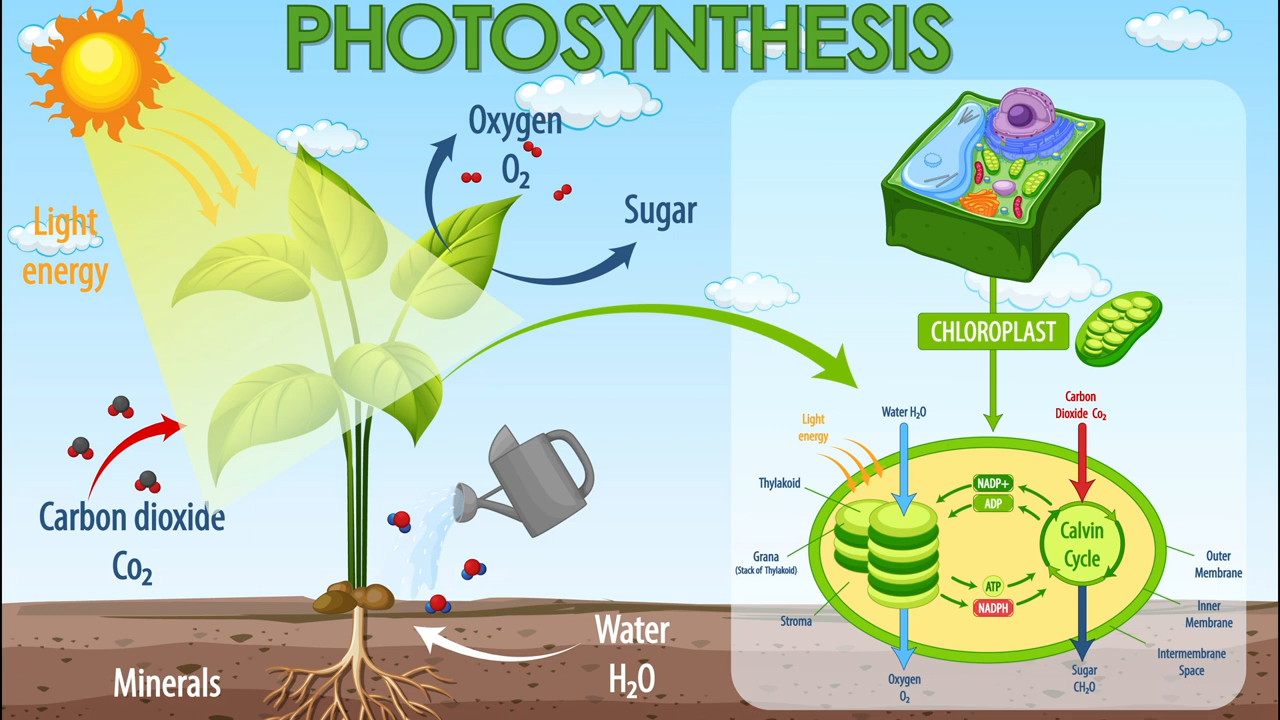 PHOTOSYNTHESIS
Oxygen
O₂
Sugar
Light
energy
Carbon dioxide
Co₂
Water
H₂O
Minerals
CHLOROPLAST
Light
energy
Water H₂O
Carbon
Dioxide Co₂
Thylakoid
Grana
(Stack of Thylakoid)
Stroma
NADP+
ADP
ATP
NADPH
Calvin
Cycle
Outer
Membrane
Inner
Membrane
Intermembrane
Space
Oxygen
O₂
Sugar
CH₂O